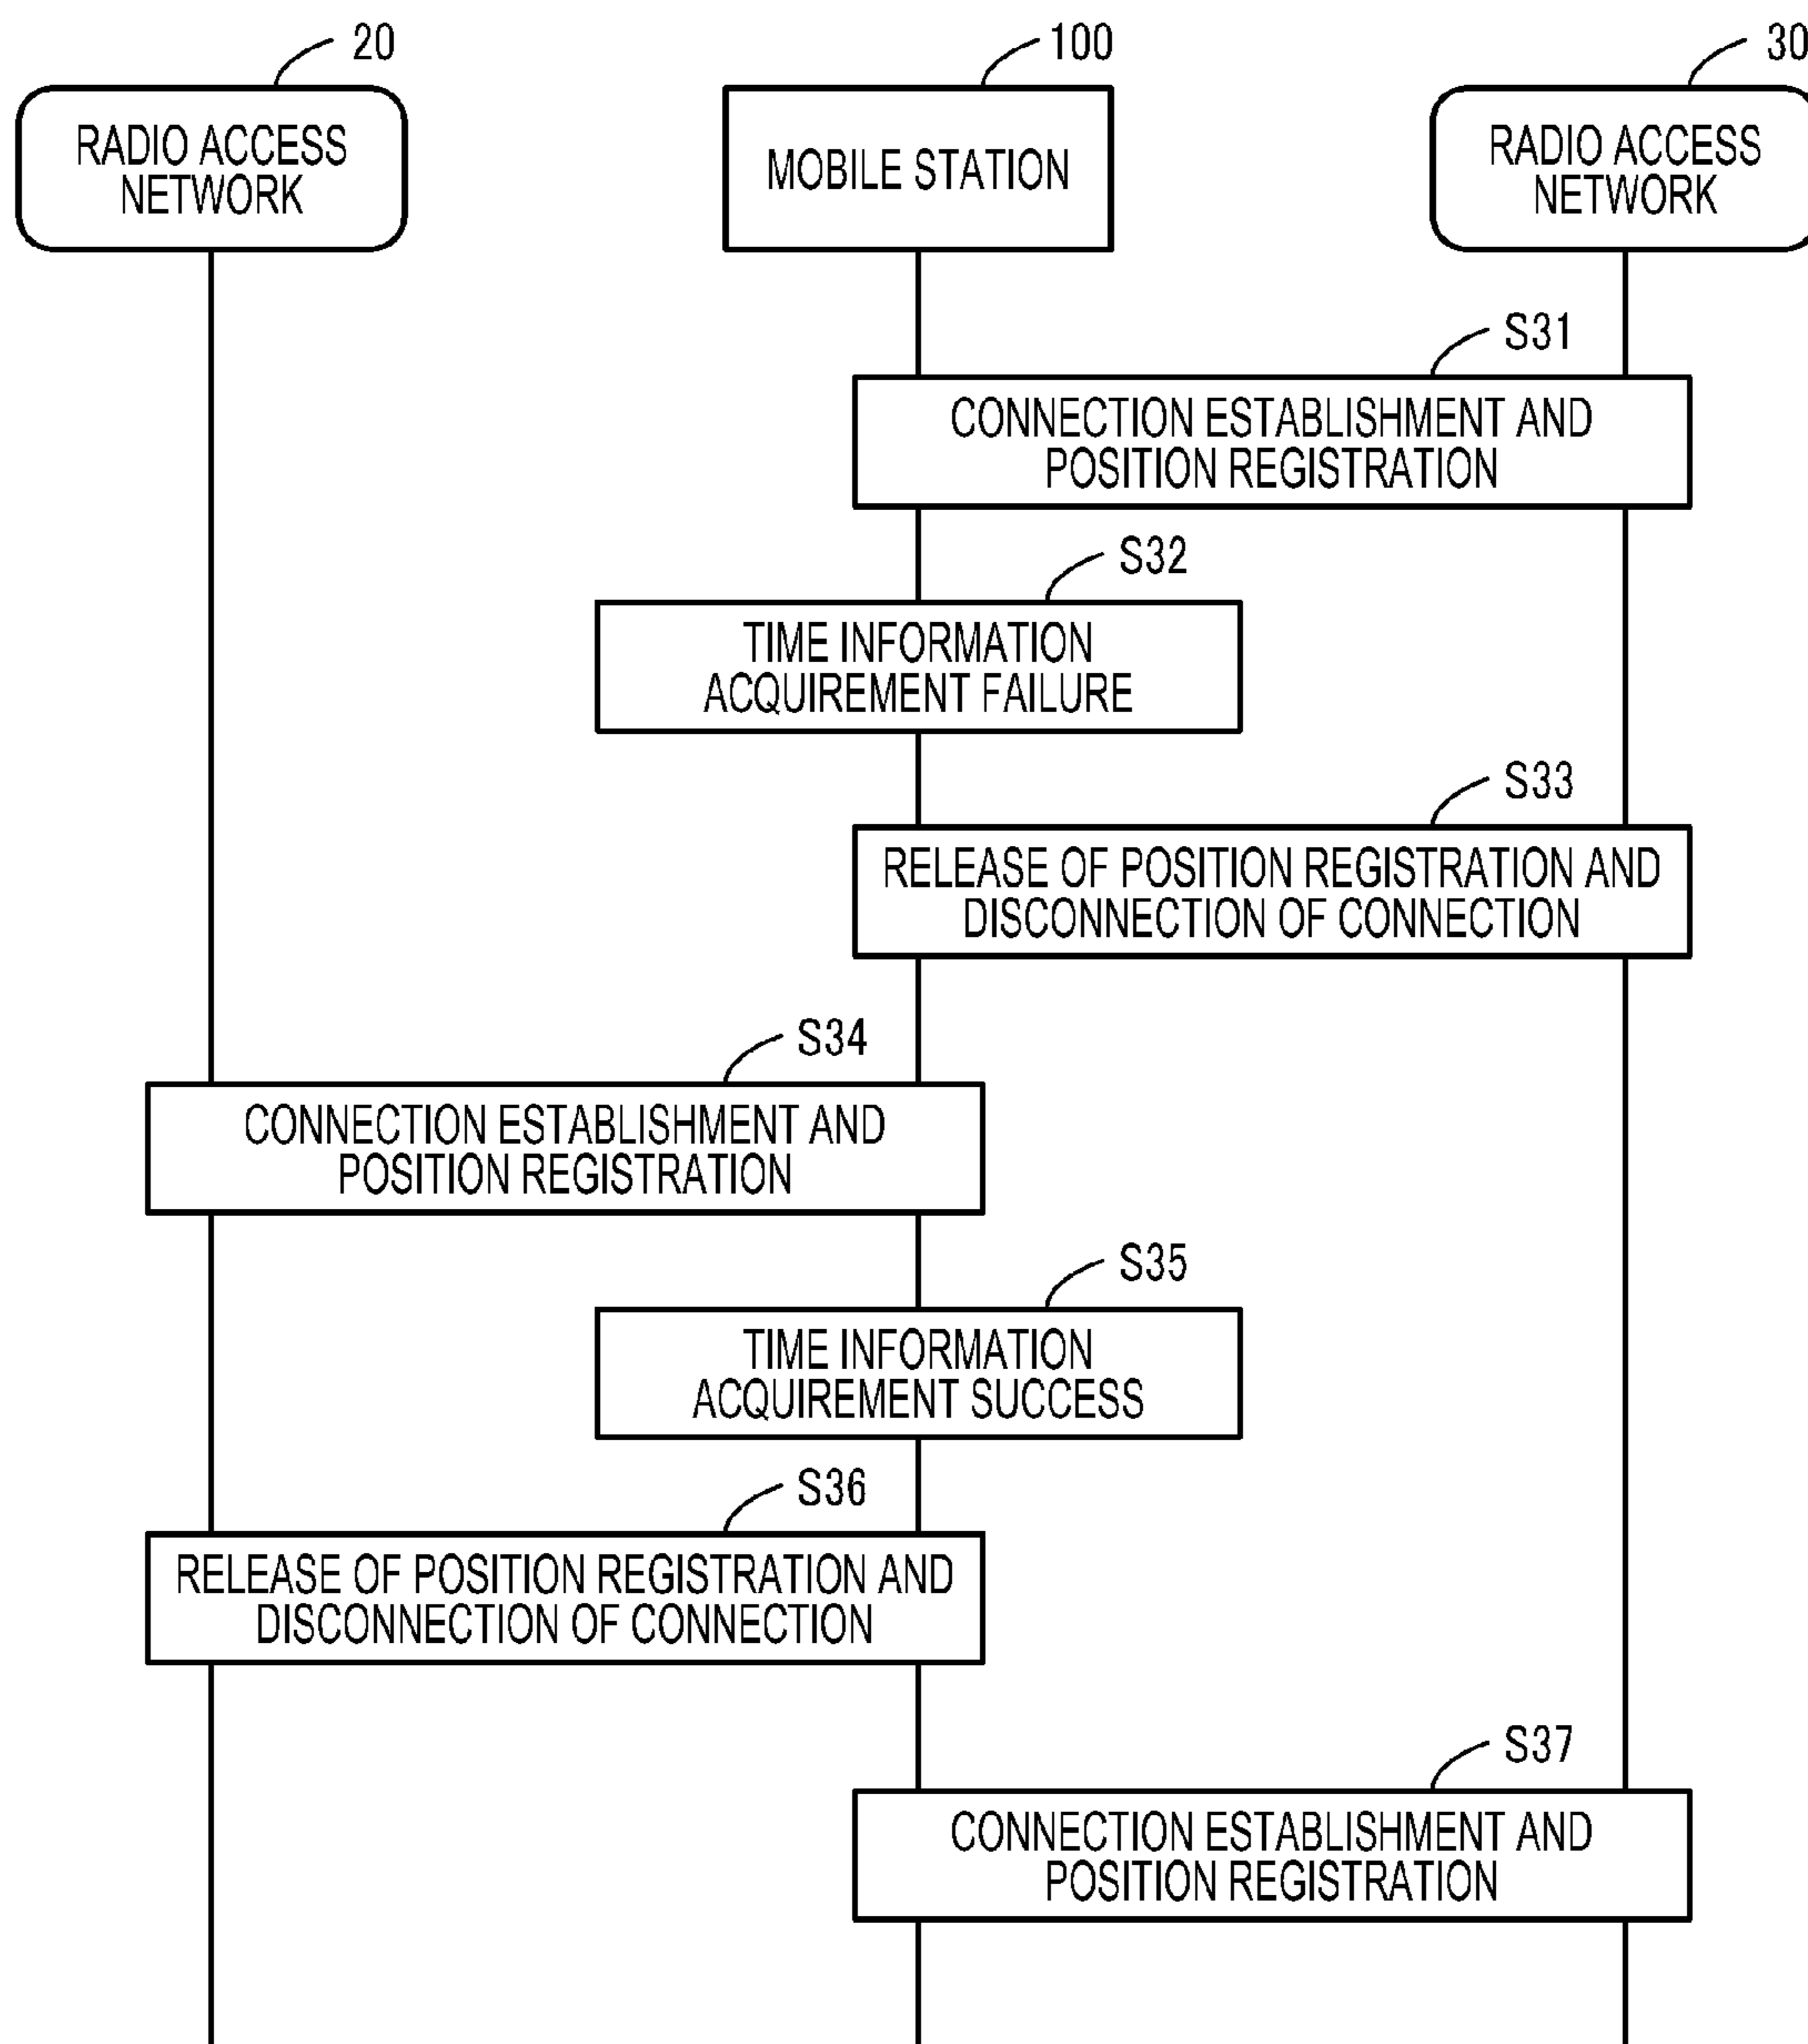 20
100
30
RADIO ACCESS
NETWORK
MOBILE STATION
RADIO ACCESS
NETWORK
S31
CONNECTION ESTABLISHMENT AND
POSITION REGISTRATION
S32
TIME INFORMATION
ACQUIREMENT FAILURE
S33
RELEASE OF POSITION REGISTRATION AND
DISCONNECTION OF CONNECTION
S34
CONNECTION ESTABLISHMENT AND
POSITION REGISTRATION
S35
TIME INFORMATION
ACQUIREMENT SUCCESS
S36
RELEASE OF POSITION REGISTRATION AND
DISCONNECTION OF CONNECTION
S37
CONNECTION ESTABLISHMENT AND
POSITION REGISTRATION